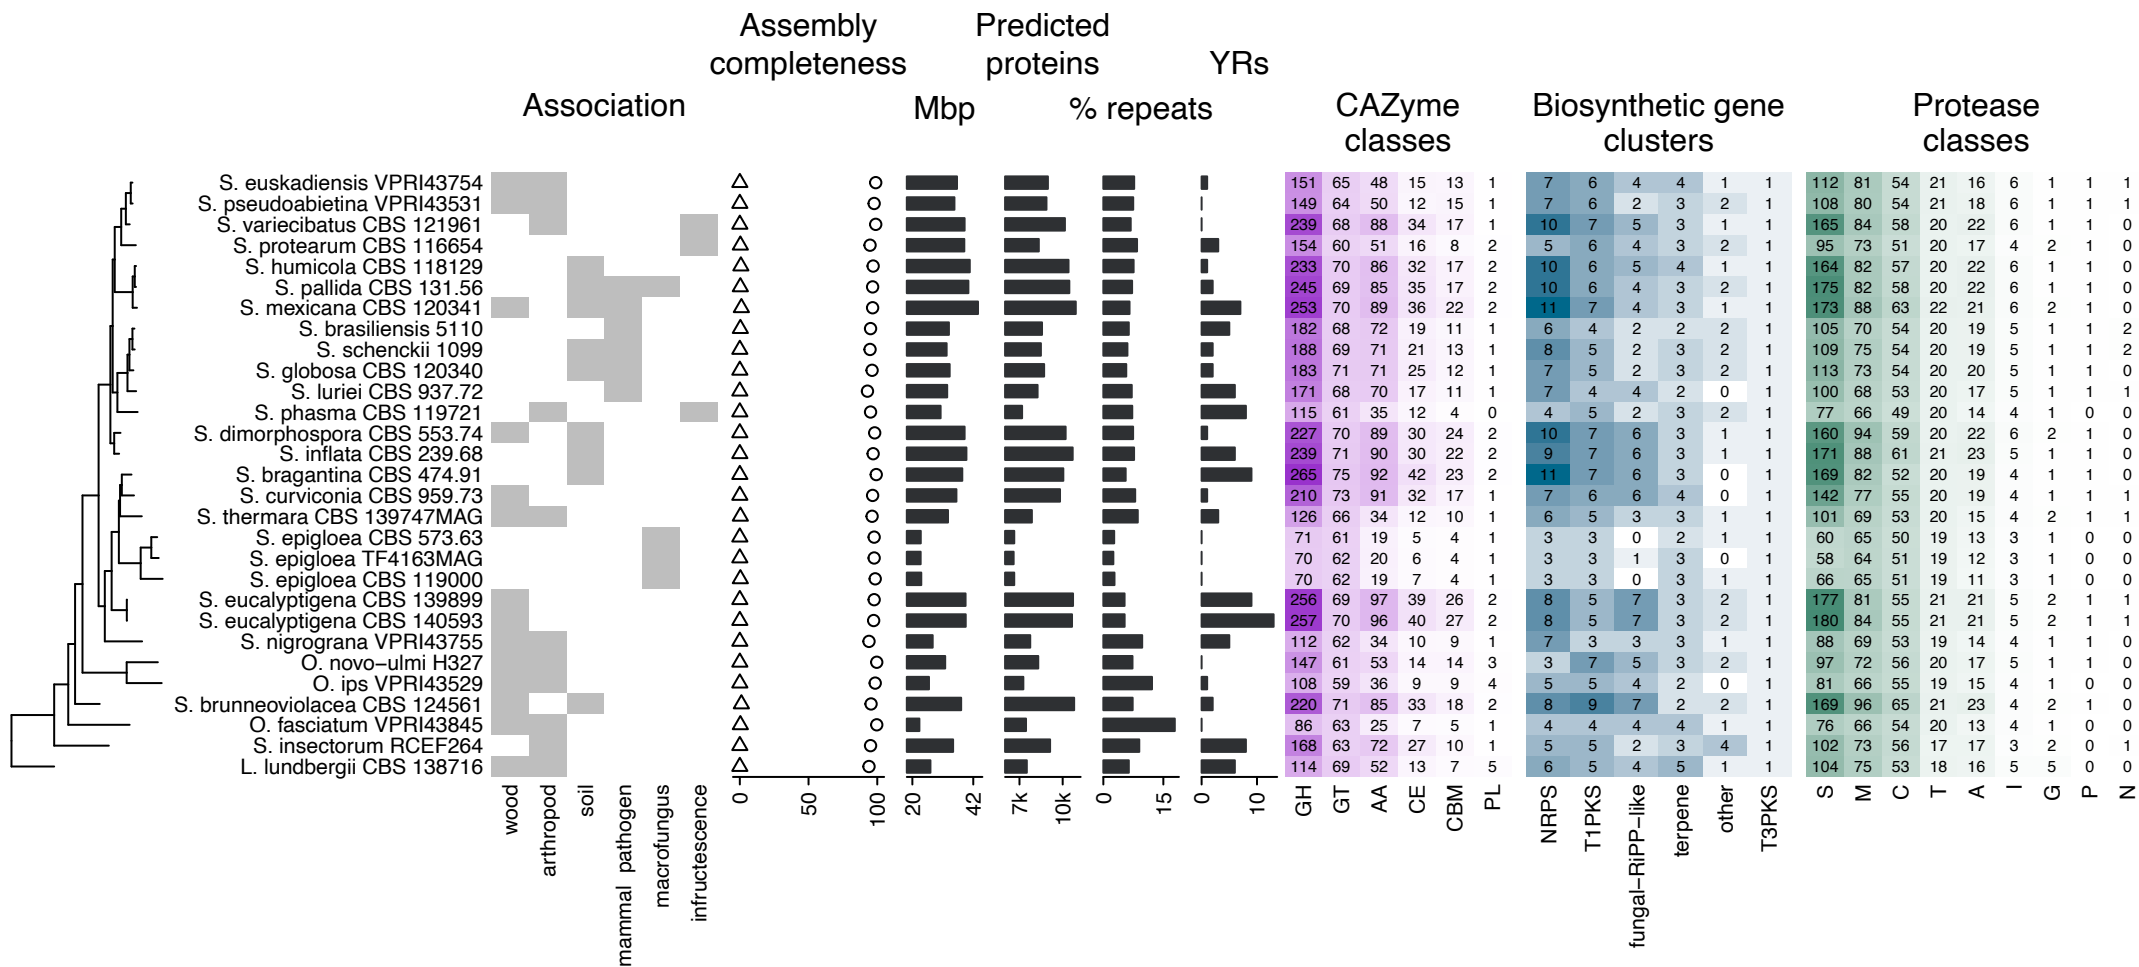 Assembly
completeness
Predicted
proteins
YRs
Association
Mbp
% repeats
CAZyme
classes
Biosynthetic gene
clusters
Protease
classes
S. euskadiensis VPRI43754 151 65 48 15 13 1 7 6 4 4 1 1 112 81 54 21 16 6 1 1 1
S. pseudoabietina VPRI43531 149 64 50 12 15 1 7 6 2 3 2 1 108 80 54 21 18 6 1 1 1
S. variecibatus CBS 121961 239 68 88 34 17 1 10 7 5 3 1 1 165 84 58 20 22 6 1 1 0
S. protearum CBS 116654 154 60 51 16 8 2 5 6 4 3 2 1 95 73 51 20 17 4 2 1 0
S. humicola CBS 118129 233 70 86 32 17 2 10 6 5 4 1 1 164 82 57 20 22 6 1 1 0
S. pallida CBS 131.56 245 69 85 35 17 2 10 6 4 3 2 1 175 82 58 20 22 6 1 1 0
S. mexicana CBS 120341 253 70 89 36 22 2 11 7 4 3 1 1 173 88 63 22 21 6 2 1 0
S. brasiliensis 5110 182 68 72 19 11 1 6 4 2 2 2 1 105 70 54 20 19 5 1 1 2
S. schenckii 1099 188 69 71 21 13 1 8 5 2 3 2 1 109 75 54 20 19 5 1 1 2
S. globosa CBS 120340 183 71 71 25 12 1 7 5 2 3 2 1 113 73 54 20 20 5 1 1 0
S. luriei CBS 937.72 171 68 70 17 11 1 7 4 4 2 0 1 100 68 53 20 17 5 1 1 1
S. phasma CBS 119721 115 61 35 12 4 0 4 5 2 3 2 1 77 66 49 20 14 4 1 0 0
S. dimorphospora CBS 553.74 227 70 89 30 24 2 10 7 6 3 1 1 160 94 59 20 22 6 2 1 0
S. inflata CBS 239.68 239 71 90 30 22 2 9 7 6 3 1 1 171 88 61 21 23 5 1 1 0
S. bragantina CBS 474.91 265 75 92 42 23 2 11 7 6 3 0 1 169 82 52 20 19 4 1 1 0
S. curviconia CBS 959.73 210 73 91 32 17 1 7 6 6 4 0 1 142 77 55 20 19 4 1 1 1
S. thermara CBS 139747MAG 126 66 34 12 10 1 6 5 3 3 1 1 101 69 53 20 15 4 2 1 1
S. epigloea CBS 573.63 71 61 19 5 4 1 3 3 0 2 1 1 60 65 50 19 13 3 1 0 0
S. epigloea TF4163MAG 70 62 20 6 4 1 3 3 1 3 0 1 58 64 51 19 12 3 1 0 0
S. epigloea CBS 119000 70 62 19 7 4 1 3 3 0 3 1 1 66 65 51 19 11 3 1 0 0
S. eucalyptigena CBS 139899 256 69 97 39 26 2 8 5 7 3 2 1 177 81 55 21 21 5 2 1 1
S. eucalyptigena CBS 140593 257 70 96 40 27 2 8 5 7 3 2 1 180 84 55 21 21 5 2 1 1
S. nigrograna VPRI43755 112 62 34 10 9 1 7 3 3 3 1 1 88 69 53 19 14 4 1 1 0
O. novo−ulmi H327 147 61 53 14 14 3 3 7 5 3 2 1 97 72 56 20 17 5 1 1 0
O. ips VPRI43529 108 59 36 9 9 4 5 5 4 2 0 1 81 66 55 19 15 4 1 0 0
S. brunneoviolacea CBS 124561 220 71 85 33 18 2 8 9 7 2 2 1 169 96 65 21 23 4 2 1 0
O. fasciatum VPRI43845 86 63 25 7 5 1 4 4 4 4 1 1 76 66 54 20 13 4 1 0 0
S. insectorum RCEF264 168 63 72 27 10 1 5 5 2 3 4 1 102 73 56 17 17 3 2 0 1
L. lundbergii CBS 138716 114 69 52 13 7 5 6 5 4 5 1 1 104 75 53 18 16 5 5 0 0
wood
arthropod
soil
mammal pathogen
macrofungus
infructescence
0 50 100
20 42
7k 10k
0 15
0 10
GH GT AA CE CBM PL
NRPS
T1PKS
fungal−RiPP−like
terpene
other
T3PKS
S M C T A I G P N